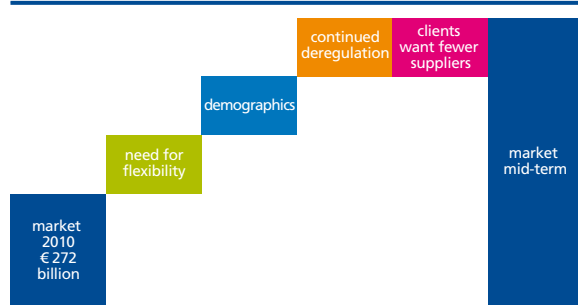 market
2010
€ 272
billion
need for
flexibility
demographics
continued
deregulation
clients
want fewer
suppliers
market
mid-term